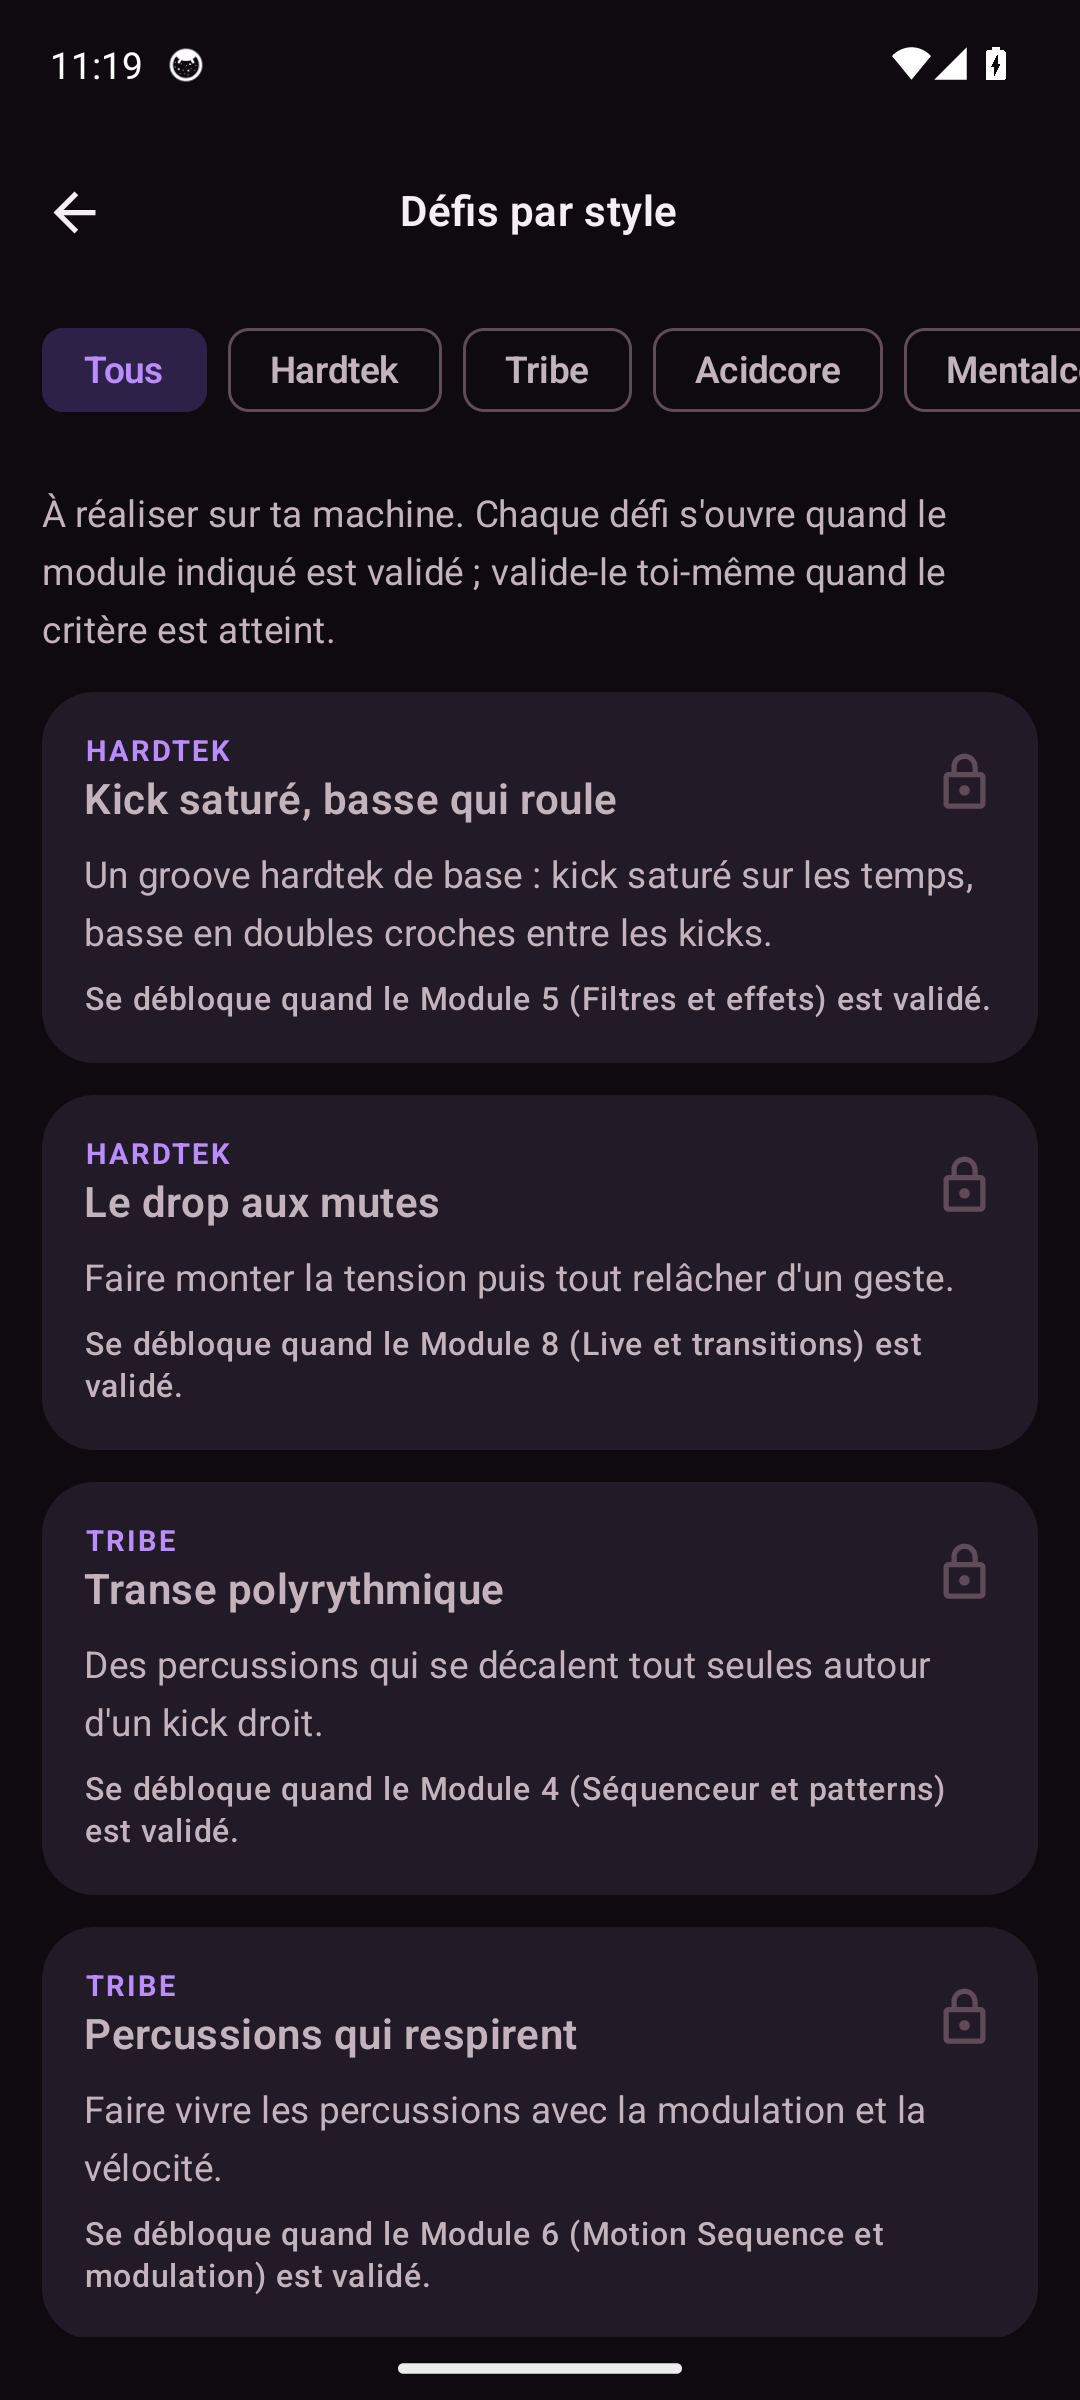 11:19
Défis par style
Tous
Hardtek
Tribe
Acidcore
Mentalc
À réaliser sur ta machine. Chaque défi s'ouvre quand le
module indiqué est validé ; valide-le toi-même quand le
critère est atteint.
HARDTEK
Kick saturé, basse qui roule
Un groove hardtek de base : kick saturé sur les temps,
basse en doubles croches entre les kicks.
Se débloque quand le Module 5 (Filtres et effets) est validé.
HARDTEK
Le drop aux mutes
Faire monter la tension puis tout relâcher d'un geste.
Se débloque quand le Module 8 (Live et transitions) est
validé.
TRIBE
Transe polyrythmique
Des percussions qui se décalent tout seules autour
d'un kick droit.
Se débloque quand le Module 4 (Séquenceur et patterns)
est validé.
TRIBE
Percussions qui respirent
Faire vivre les percussions avec la modulation et la
vélocité.
Se débloque quand le Module 6 (Motion Sequence et
modulation) est validé.